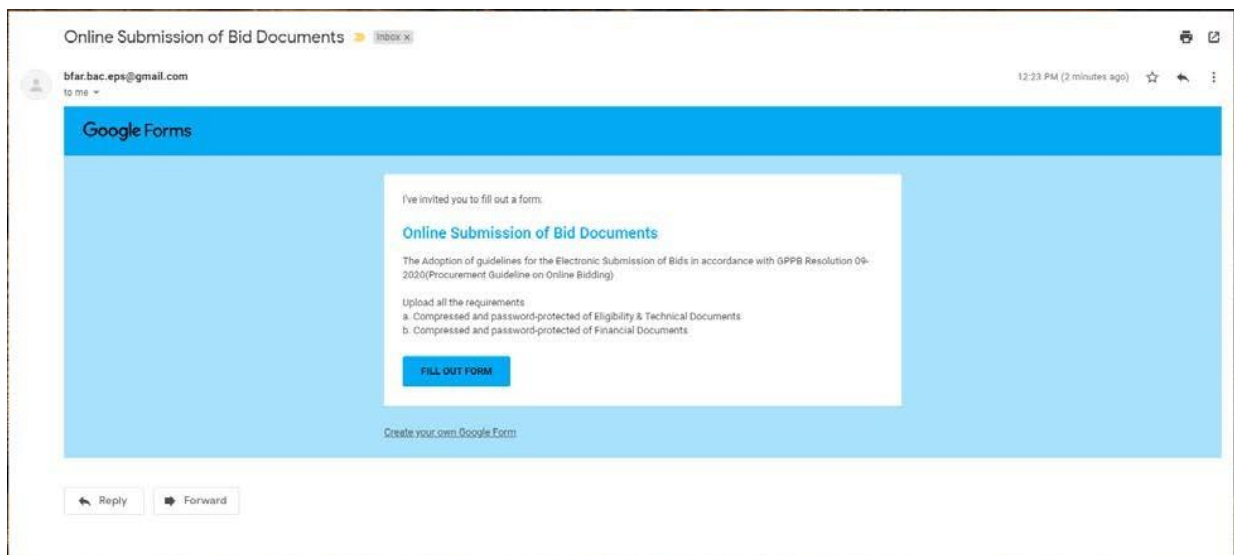 Online Submission of Bid Documents
Inbox x
bfar.bac.eps@gmail.com
12:23 PM (2 minutes ago)
to me
Google Forms
I've invited you to fill out a form:
Online Submission of Bid Documents
The Adoption of guidelines for the Electronic Submission of Bids in accordance with GPPB Resolution 09-
2020(Procurement Guideline on Online Bidding)
Upload all the requirements
a. Compressed and password-protected of Eligibility & Technical Documents
b. Compressed and password-protected of Financial Documents
FILL OUT FORM
Create your own Google Form
Reply
Forward